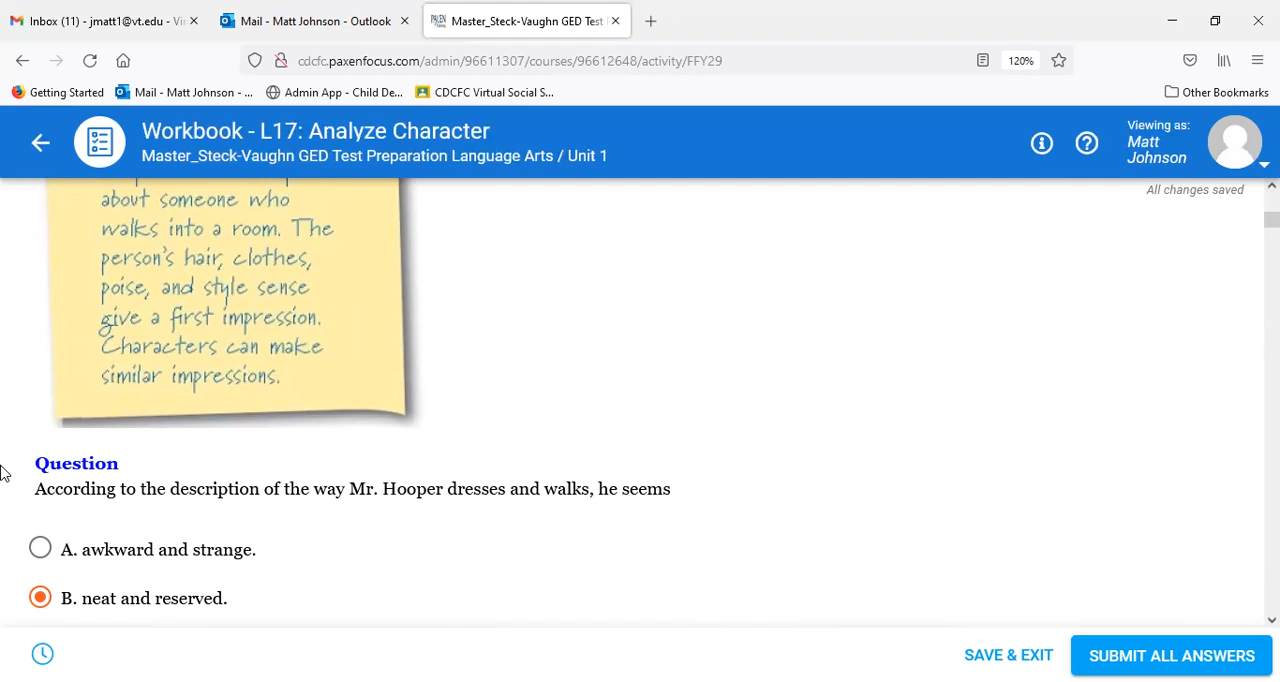 Inbox (11) - jmatt1@vt.edu - Vir
Mail - Matt Johnson - Outlook
Master_Steck-Vaughn GED Test
cdcfc.paxenfocus.com/admin/96611307/courses/96612648/activity/FFY29
120%
Getting Started
Mail - Matt Johnson - ...
Admin App - Child De...
CDCFC Virtual Social S...
Other Bookmarks
Workbook - L17: Analyze Character
Master_Steck-Vaughn GED Test Preparation Language Arts / Unit 1
Viewing as:
Matt
Johnson
All changes saved
about someone who
walks into a room. The
person's hair, clothes,
poise, and style sense
give a first impression.
Characters can make
similar impressions.
Question
According to the description of the way Mr. Hooper dresses and walks, he seems
A. awkward and strange.
B. neat and reserved.
SAVE & EXIT
SUBMIT ALL ANSWERS